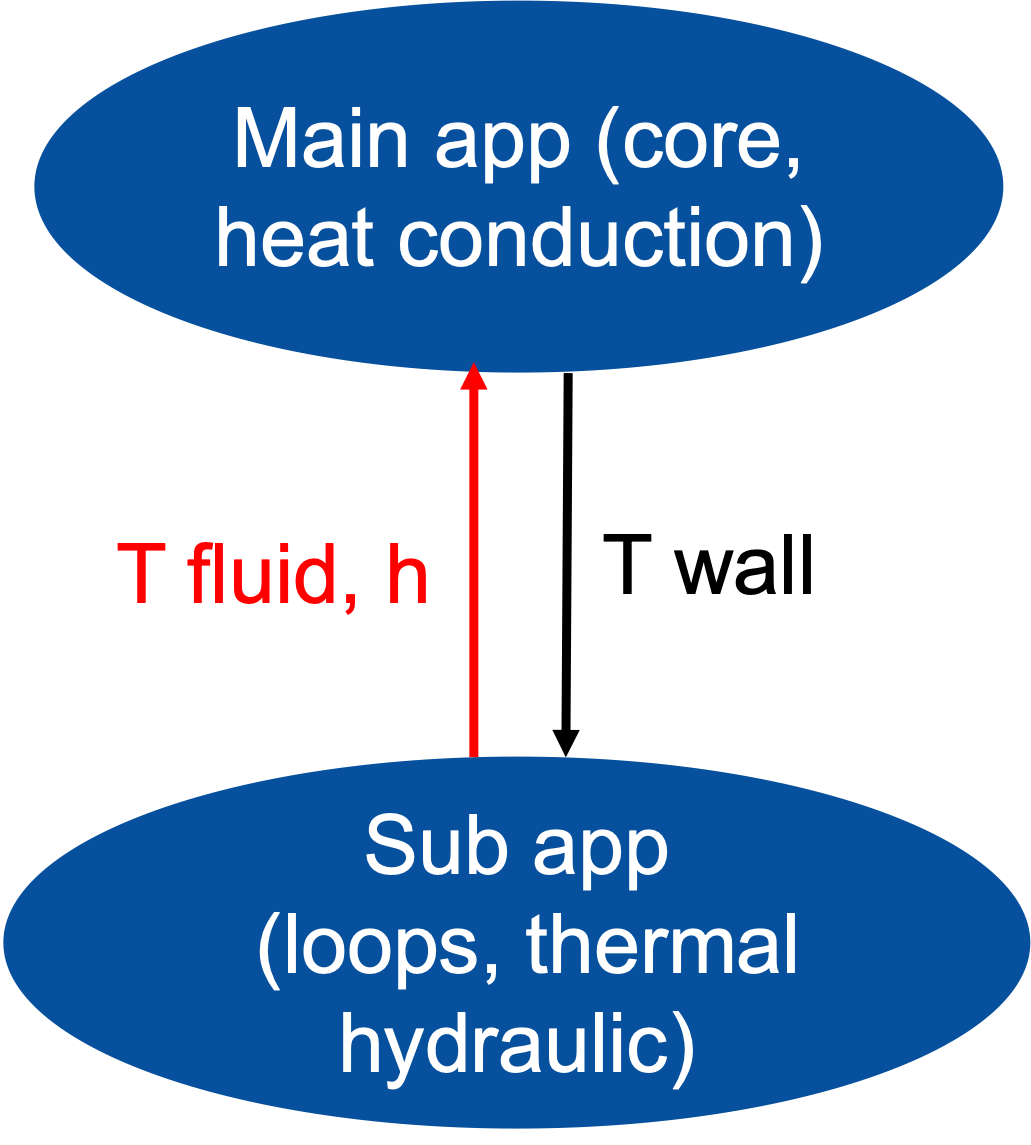 Main app (core,
heat conduction)
T fluid, h
T wall
Sub app
(loops, thermal
hydraulic)